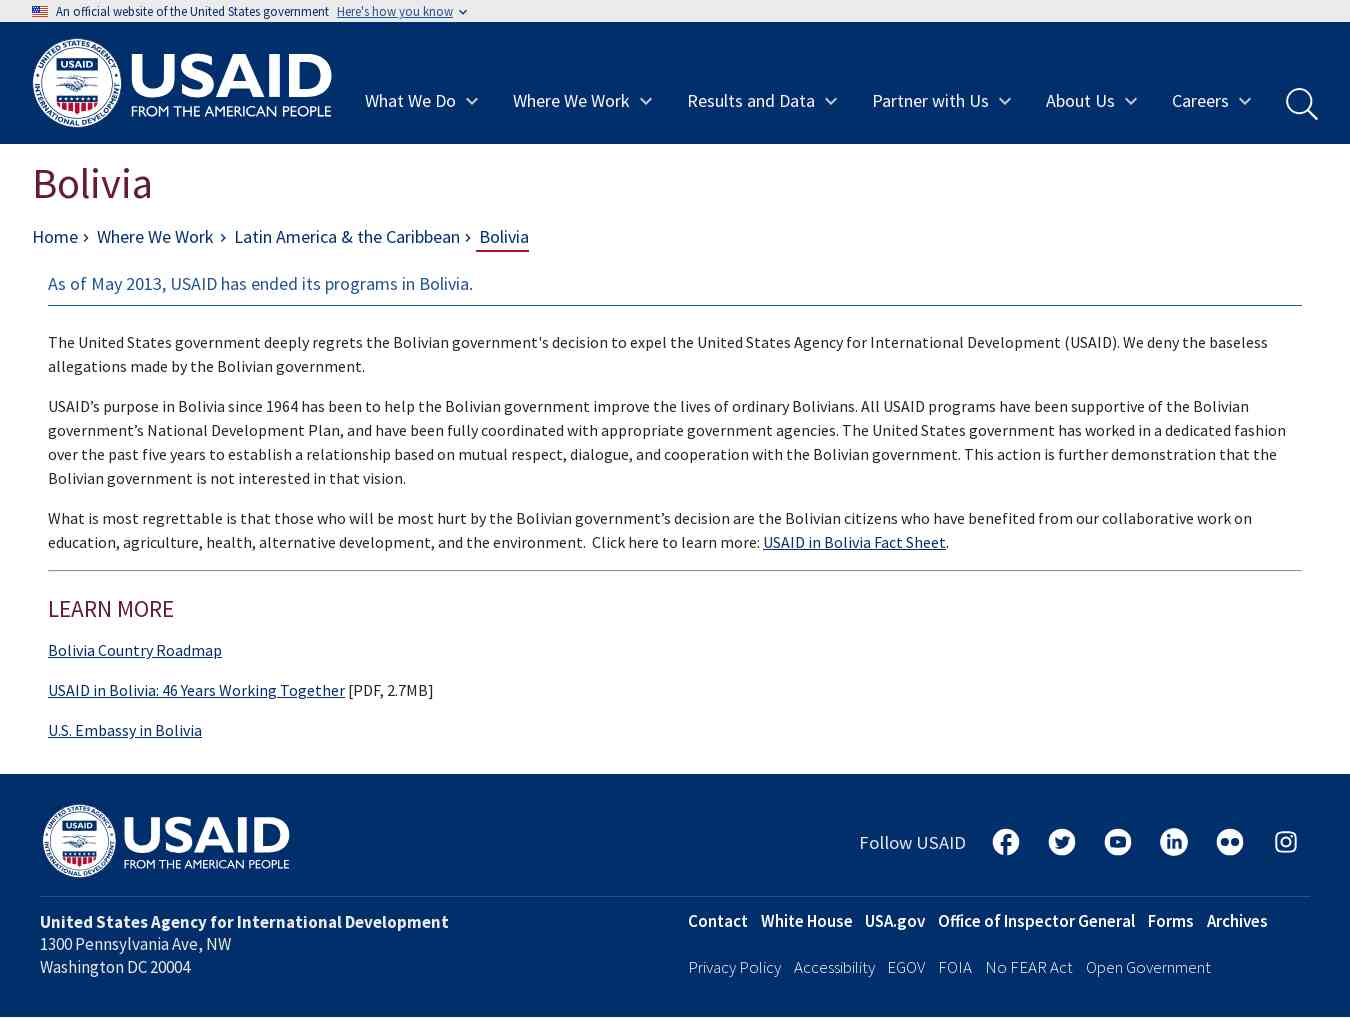 An official website of the United States government Here's how you know
USAID
FROM THE AMERICAN PEOPLE
UNITED STATES AGENCY
INTERNATIONAL DEVELOPMENT
USAID
What We Do
Where We Work
Results and Data
Partner with Us
About Us
Careers
Bolivia
Home › Where We Work › Latin America & the Caribbean › Bolivia
As of May 2013, USAID has ended its programs in Bolivia.
The United States government deeply regrets the Bolivian government's decision to expel the United States Agency for International Development (USAID). We deny the baseless
allegations made by the Bolivian government.
USAID’s purpose in Bolivia since 1964 has been to help the Bolivian government improve the lives of ordinary Bolivians. All USAID programs have been supportive of the Bolivian
government’s National Development Plan, and have been fully coordinated with appropriate government agencies. The United States government has worked in a dedicated fashion
over the past five years to establish a relationship based on mutual respect, dialogue, and cooperation with the Bolivian government. This action is further demonstration that the
Bolivian government is not interested in that vision.
What is most regrettable is that those who will be most hurt by the Bolivian government’s decision are the Bolivian citizens who have benefited from our collaborative work on
education, agriculture, health, alternative development, and the environment.  Click here to learn more: USAID in Bolivia Fact Sheet.
LEARN MORE
Bolivia Country Roadmap
USAID in Bolivia: 46 Years Working Together [PDF, 2.7MB]
U.S. Embassy in Bolivia
UNITED STATES AGENCY
INTERNATIONAL DEVELOPMENT
USAID
USAID
FROM THE AMERICAN PEOPLE
Follow USAID
United States Agency for International Development
1300 Pennsylvania Ave, NW
Washington DC 20004
Contact White House USA.gov Office of Inspector General Forms Archives
Privacy Policy Accessibility EGOV FOIA No FEAR Act Open Government